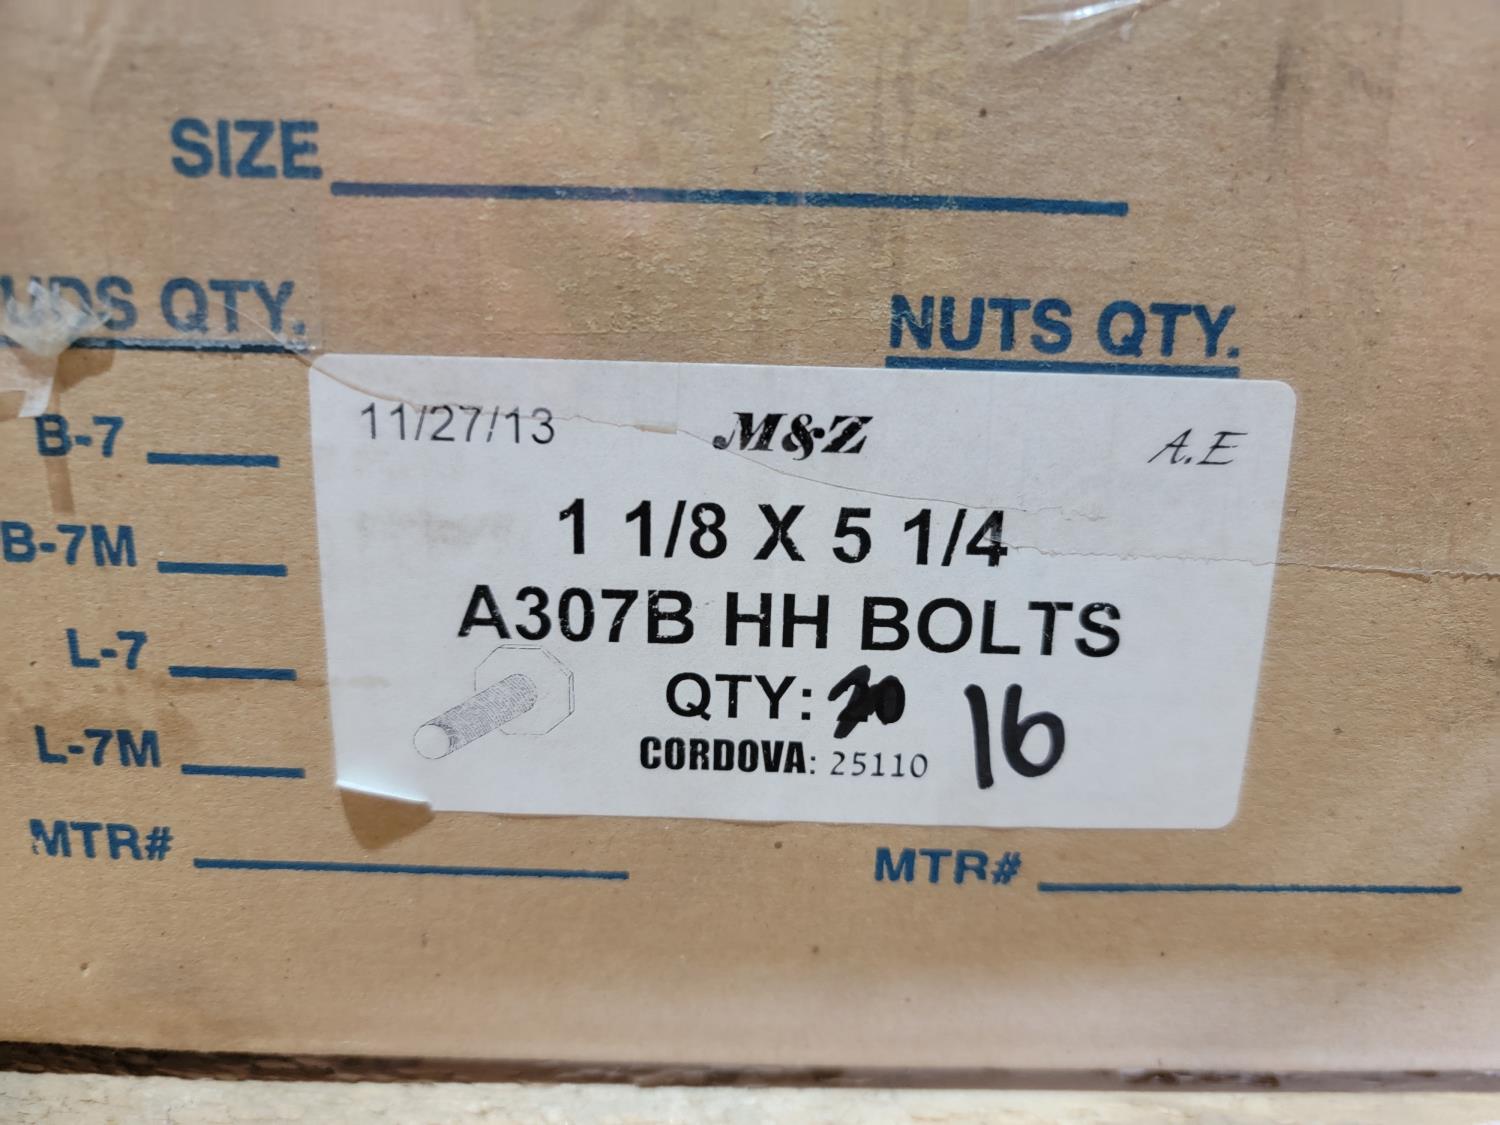 SIZE
UDS QTY.
NUTS QTY.
11/27/13 M&Z A.E
B-7
1 1/8 X 5 1/4
B-7M
A307B HH BOLTS
L-7
QTY: 16
L-7M
CORDOVA: 25110
MTR# MTR#